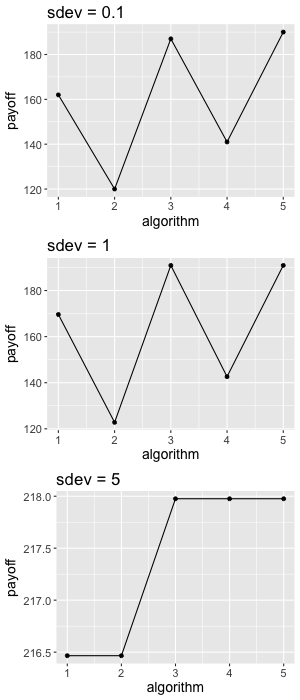 sdev = 0.1
180
160
140
120
payoff
1 2 3 4 5
algorithm
sdev = 1
180
160
140
120
payoff
1 2 3 4 5
algorithm
sdev = 5
218.0
217.5
217.0
216.5
payoff
1 2 3 4 5
algorithm